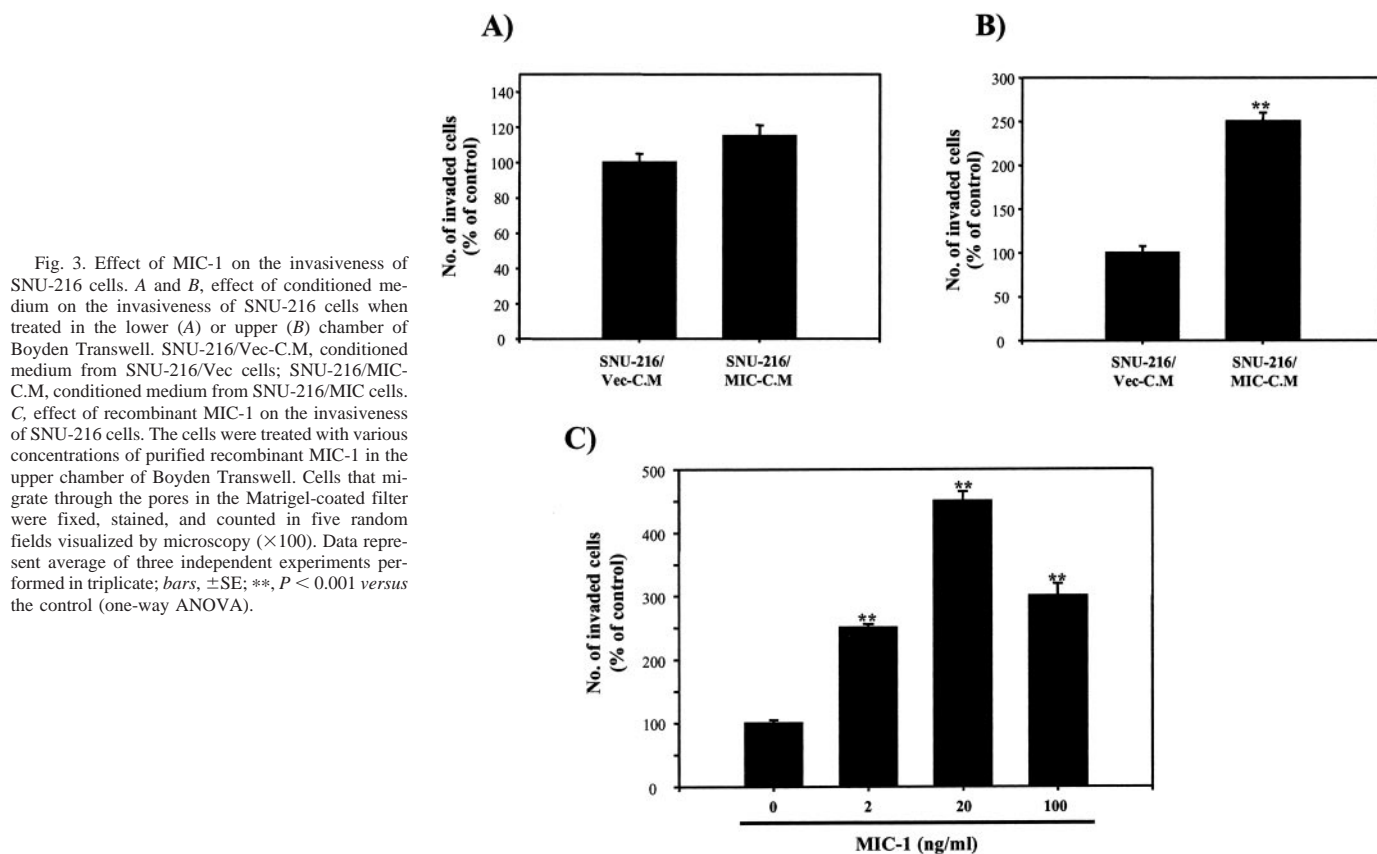 Fig. 3. Effect of MIC-1 on the invasiveness of
SNU-216 cells. A and B, effect of conditioned me-
dium on the invasiveness of SNU-216 cells when
treated in the lower (A) or upper (B) chamber of
Boyden Transwell. SNU-216/Vec-C.M, conditioned
medium from SNU-216/Vec cells; SNU-216/MIC-
C.M, conditioned medium from SNU-216/MIC cells.
C, effect of recombinant MIC-1 on the invasiveness
of SNU-216 cells. The cells were treated with various
concentrations of purified recombinant MIC-1 in the
upper chamber of Boyden Transwell. Cells that mi-
grate through the pores in the Matrigel-coated filter
were fixed, stained, and counted in five random
fields visualized by microscopy (×100). Data repre-
sent average of three independent experiments per-
formed in triplicate; bars, ±SE; **, P < 0.001 versus
the control (one-way ANOVA).
A)
No. of invaded cells
(% of control)
140
120
100
80
60
40
20
0
SNU-216/
Vec-C.M
SNU-216/
MIC-C.M
B)
No. of invaded cells
(% of control)
300
250
200
150
100
50
0
**
SNU-216/
Vec-C.M
SNU-216/
MIC-C.M
C)
No. of invaded cells
(% of control)
500
400
300
200
100
0
**
**
**
0 2 20 100
MIC-1 (ng/ml)